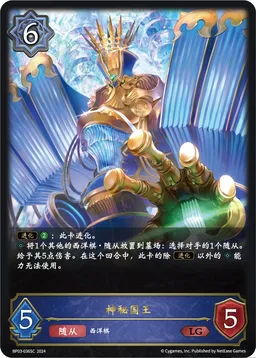 6
进化 2 ：此卡进化。
将1个其他的西洋棋・随从放置到墓场：选择对手的1个随从。
给予其5点伤害。在这个回合中，此卡的除 进化 以外的 能
力无法使用。
神秘国王
5
随从 西洋棋
LG
5
BP03-036SC 2024
© Cygames, Inc. Published by NetEase Games